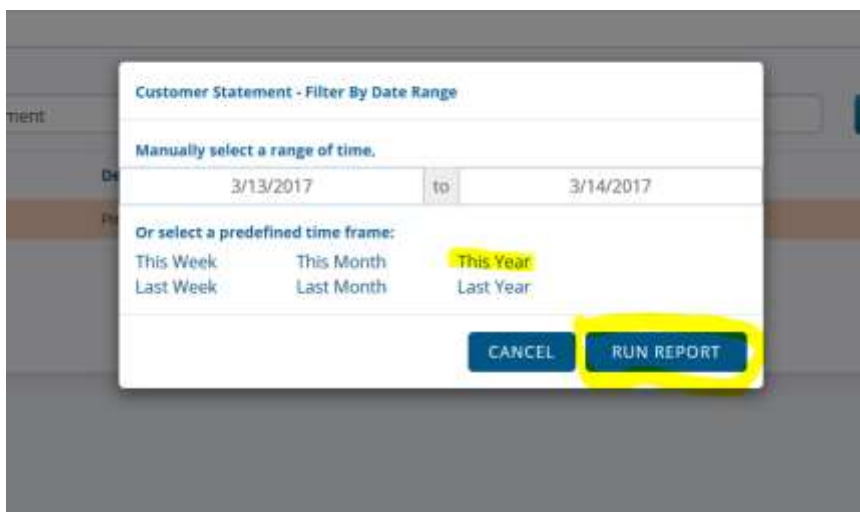 Customer Statement - Filter By Date Range
ment
Manually select a range of time,
3/13/2017 to 3/14/2017
Or select a predefined time frame:
This Week This Month This Year
Last Week Last Month Last Year
CANCEL RUN REPORT